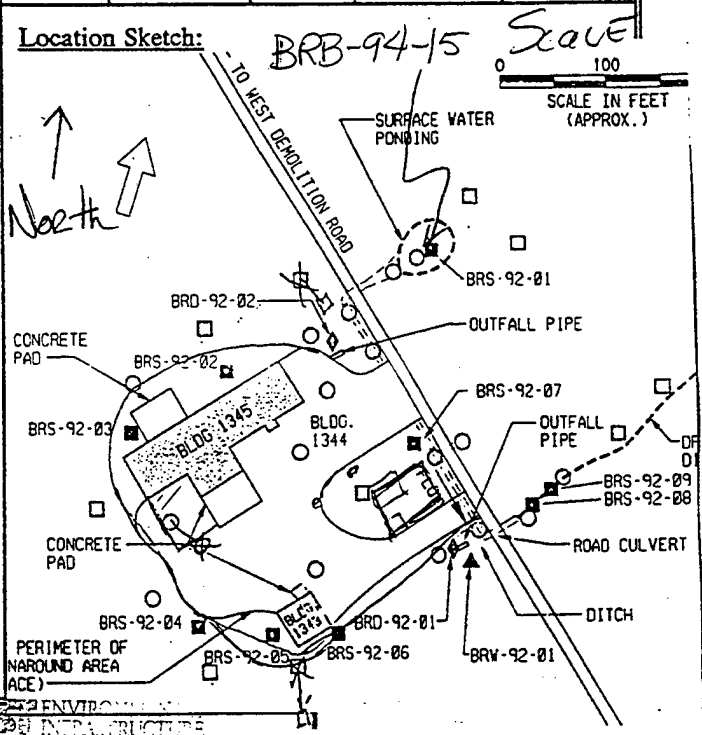 Location Sketch:
BRB-94-15
Scale
0 100
SCALE IN FEET
(APPROX.)
TO WEST DEMOLITION ROAD
SURFACE WATER
PONDING
North
BRS-92-01
BRD-92-02
OUTFALL PIPE
CONCRETE
PAD
BRS-92-02
BRS-92-07
BLDG 1345
BLDG.
1344
OUTFALL
PIPE
BRS-92-03
BRS-92-09
BRS-92-08
CONCRETE
PAD
ROAD CULVERT
BRS-92-04
BLDG.
1343
BRD-92-01
DITCH
PERIMETER OF
NAROUND AREA
ACE)
BRS-92-05
BRS-92-06
BRW-92-01